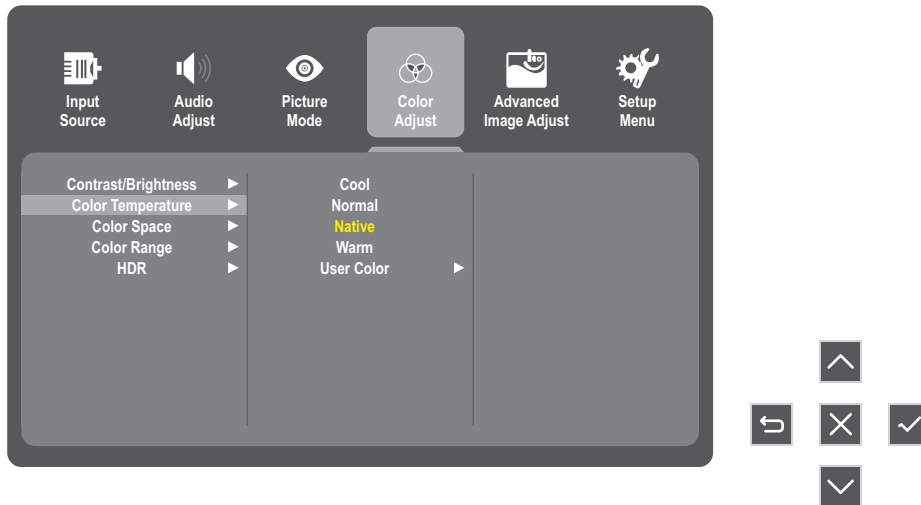 Input
Source
Audio
Adjust
Picture
Mode
Color
Adjust
Advanced
Image Adjust
Setup
Menu
Contrast/Brightness
Color Temperature
Color Space
Color Range
HDR
Cool
Normal
Native
Warm
User Color